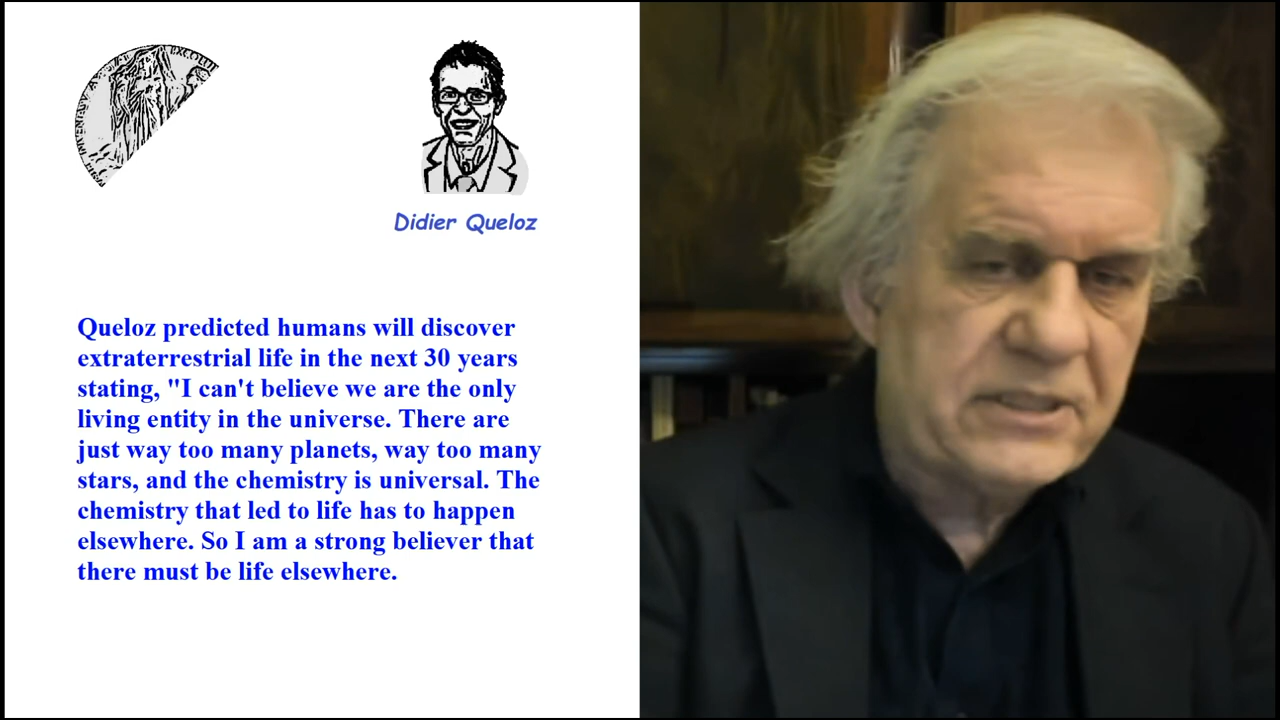 EXCOLUI
INVENTAS
Didier Queloz
Queloz predicted humans will discover
extraterrestrial life in the next 30 years
stating, "I can't believe we are the only
living entity in the universe. There are
just way too many planets, way too many
stars, and the chemistry is universal. The
chemistry that led to life has to happen
elsewhere. So I am a strong believer that
there must be life elsewhere.